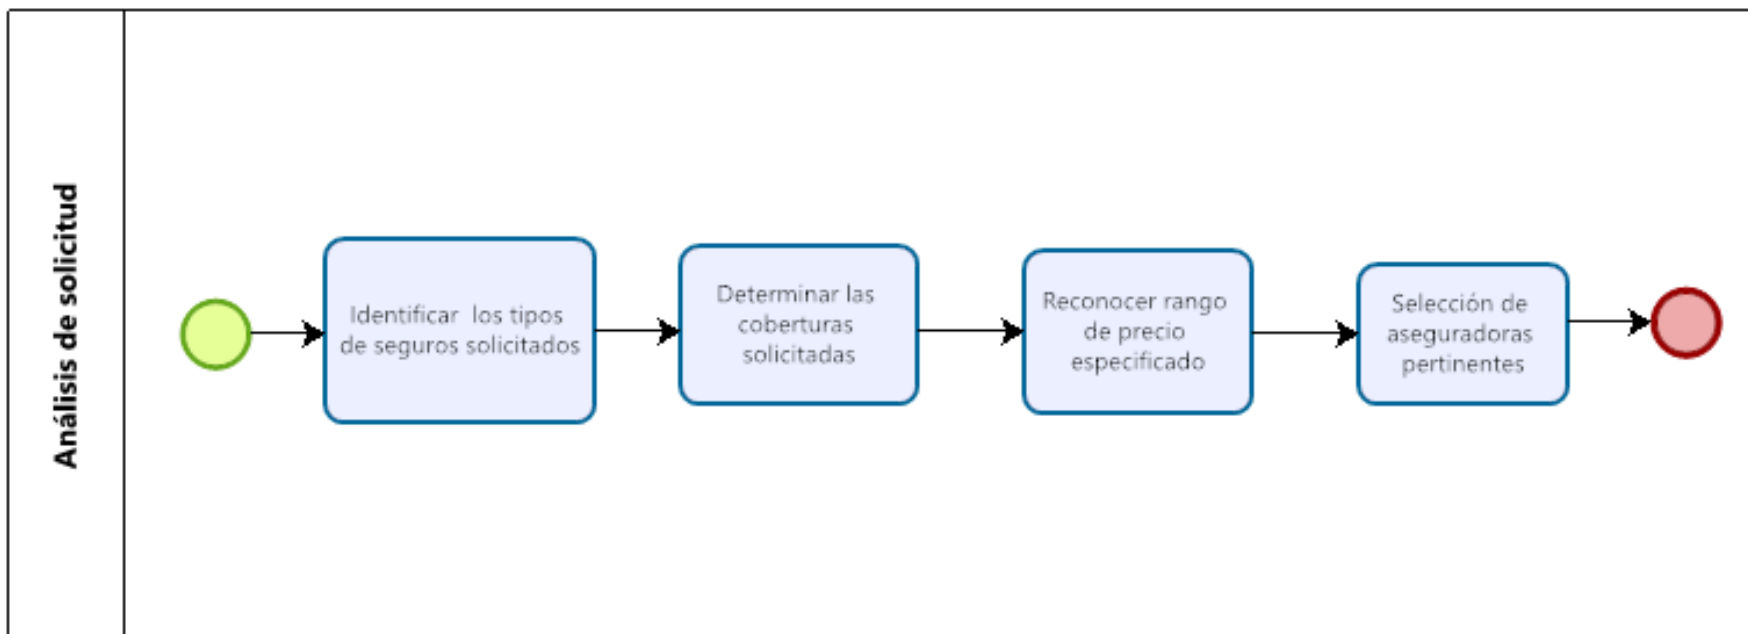 Análisis de solicitud
Identificar los tipos
de seguros solicitados
Determinar las
coberturas
solicitadas
Reconocer rango
de precio
especificado
Selección de
aseguradoras
pertinentes